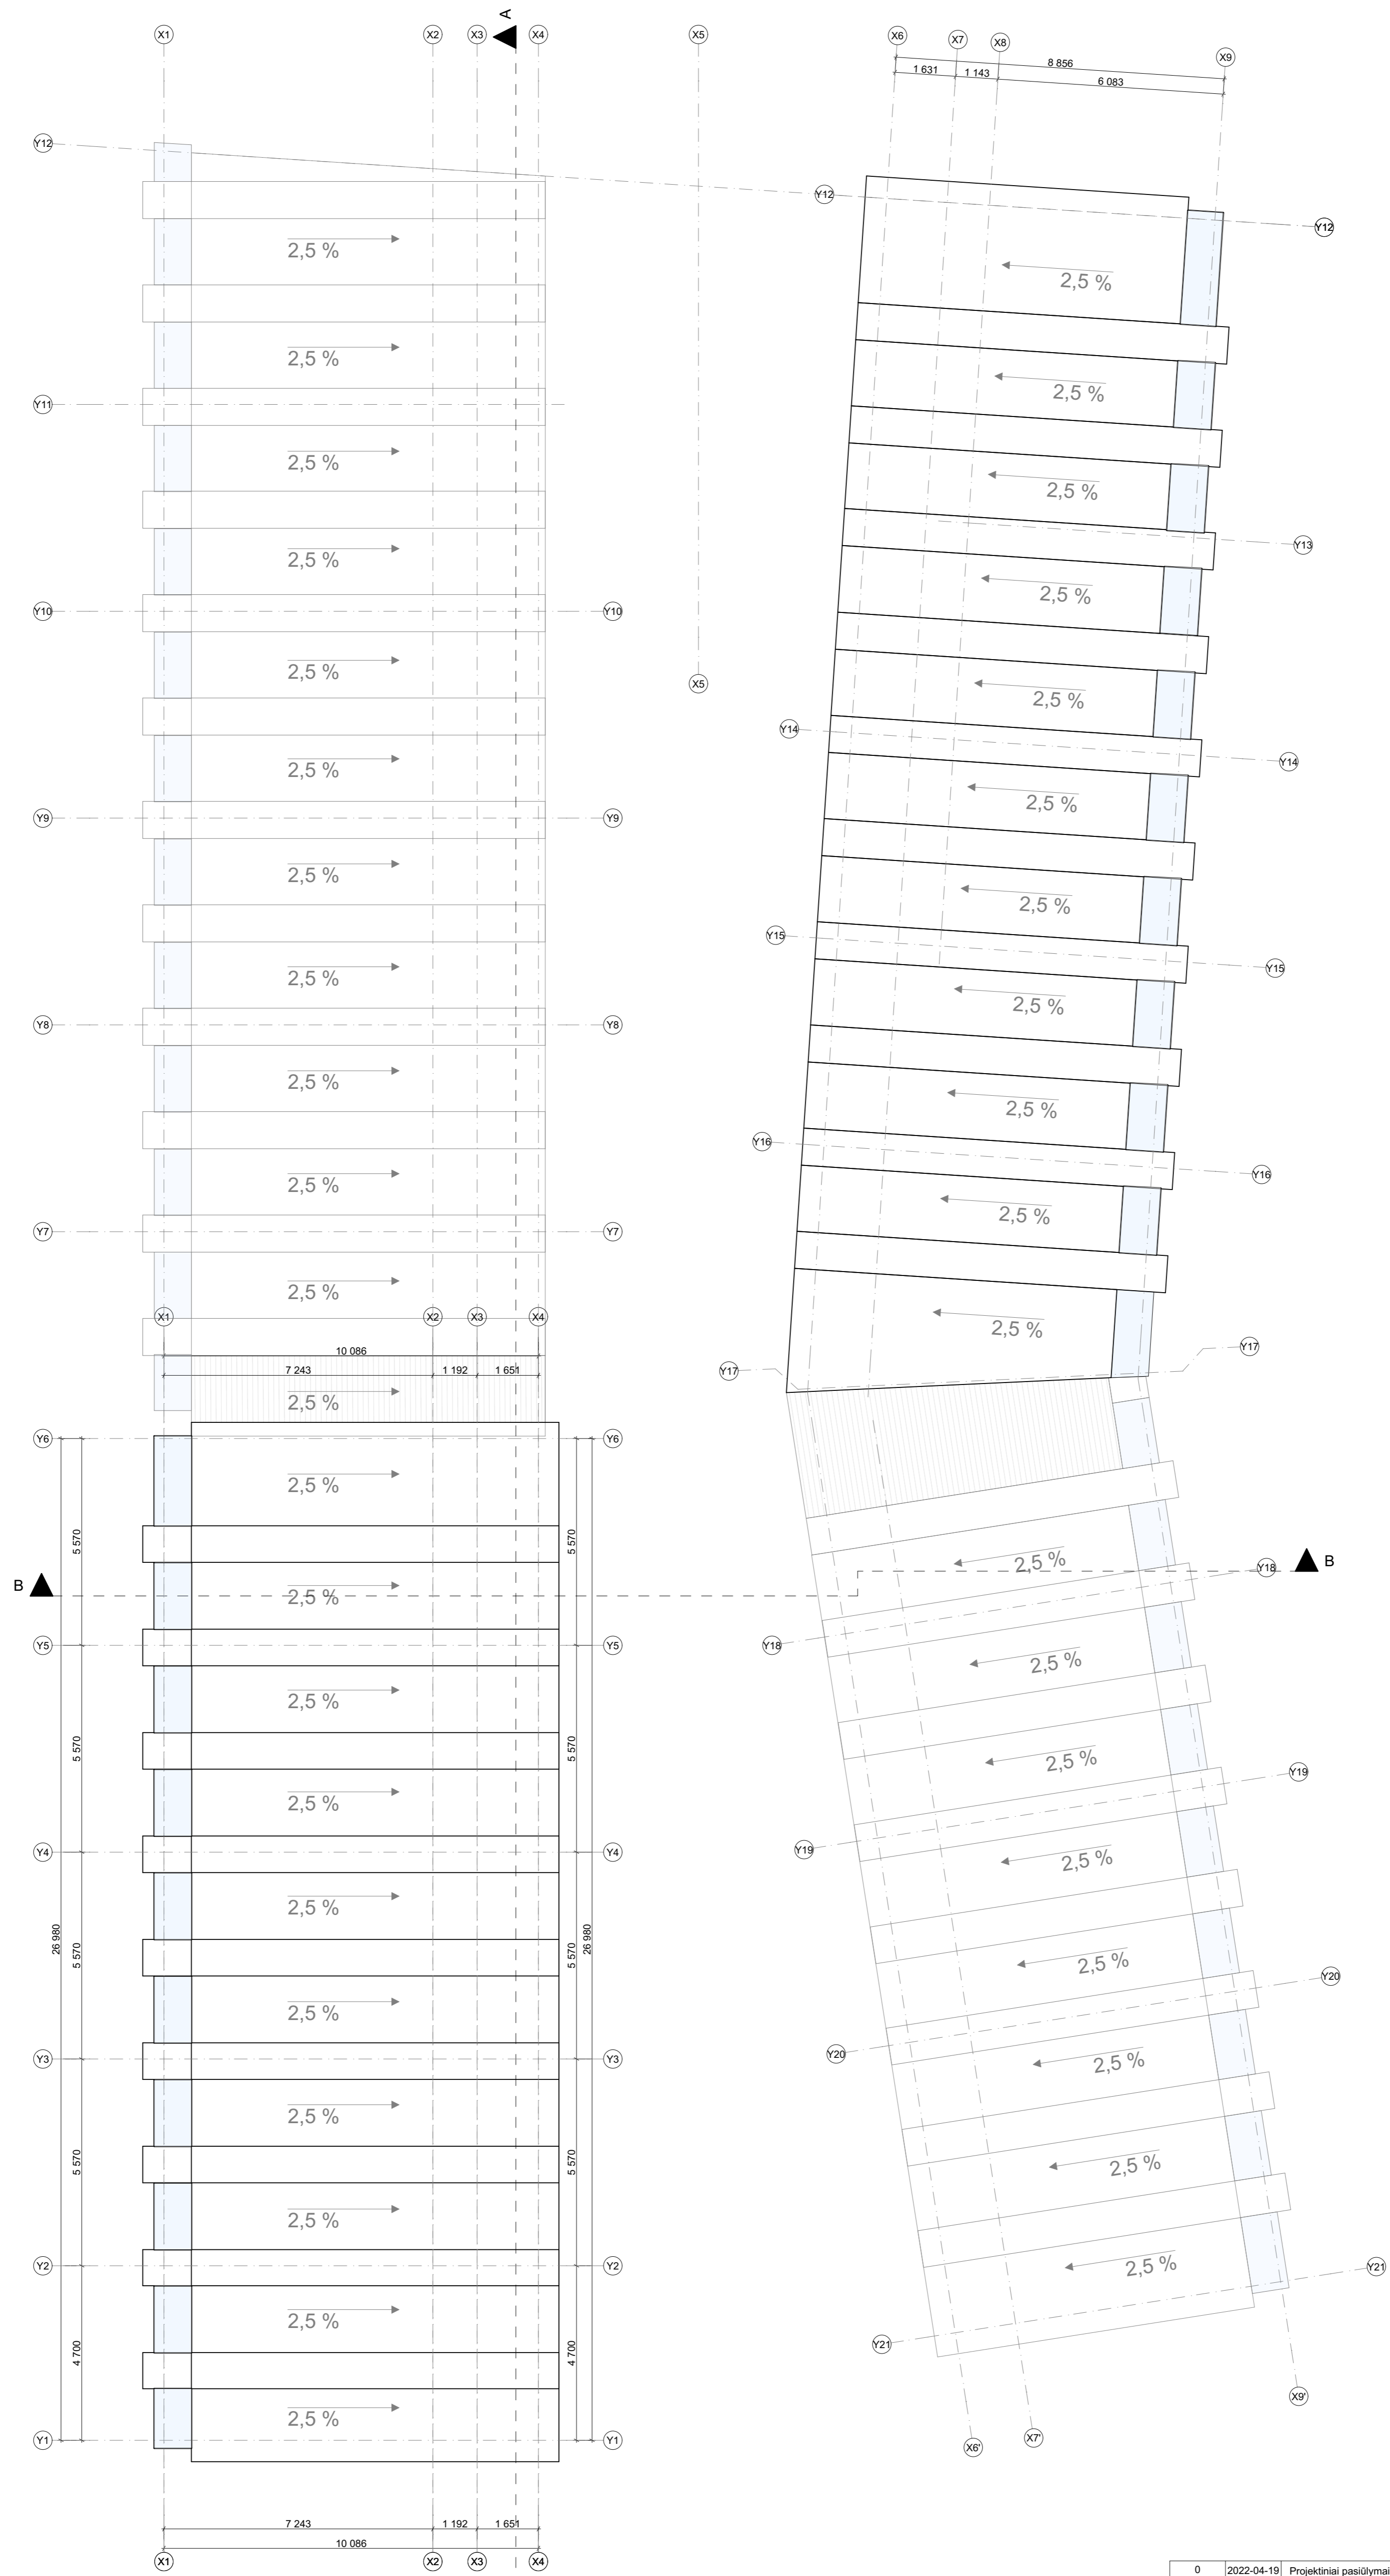 A
X1 X2 X3 X4 X5 X6 X7 X8 X9
8 856
1 631 1 143 6 083
Y12
Y12
Y12
2,5 %
2,5 %
2,5 %
2,5 %
Y11
2,5 %
2,5 %
2,5 %
Y13
2,5 %
2,5 %
Y10 Y10
2,5 %
X5
2,5 %
Y14
Y14
2,5 %
2,5 %
Y9 Y9
2,5 %
2,5 %
Y15
Y15
2,5 %
2,5 %
Y8 Y8
2,5 %
2,5 %
Y16
Y16
2,5 %
2,5 %
Y7 Y7
2,5 %
X1 X2 X3 X4
2,5 %
10 086
Y17
7 243 1 192 1 651
Y17
2,5 %
Y6 Y6
2,5 %
5 570 5 570
2,5 %
B B
Y18
2,5 %
Y5 Y5
Y18
2,5 %
2,5 %
5 570 5 570
2,5 %
Y19
2,5 %
Y4 Y4
Y19
2,5 %
2,5 %
26 980 5 570 5 570 26 980
2,5 %
Y20
2,5 %
Y3 Y3
Y20
2,5 %
2,5 %
5 570 5 570
2,5 %
2,5 %
Y2 Y2
2,5 %
Y21
2,5 %
Y21
4 700 4 700
X9'
2,5 %
Y1 Y1
X7'
X6'
7 243 1 192 1 651
10 086
X1 X2 X3 X4
0 2022-04-19 Projektiniai pasiūlymai